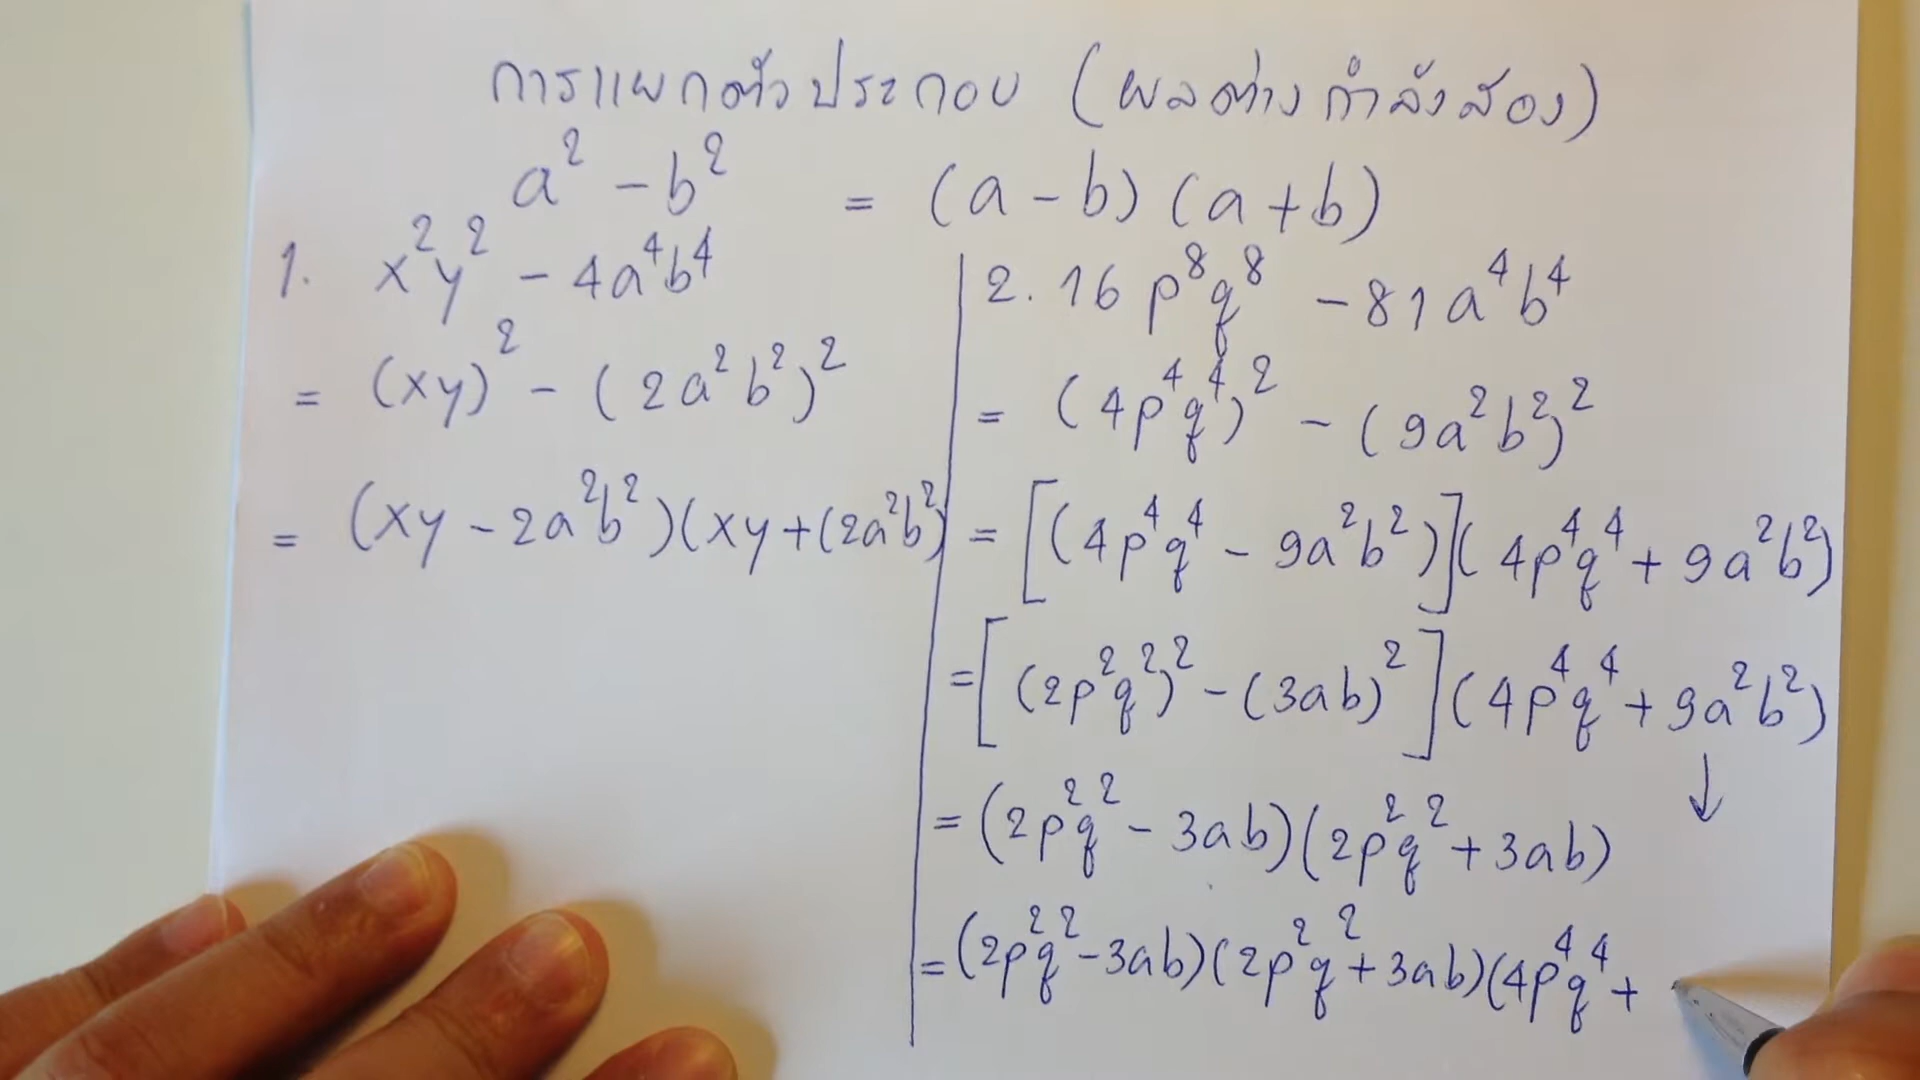 การแยกตัวประกอบ (ผลต่างกำลังสอง)
a² - b² = (a - b)(a + b)
1. x²y² - 4a⁴b⁴
= (xy)² - (2a²b²)²
= (xy - 2a²b²)(xy + (2a²b²)
2. 16p⁸q⁸ - 81a⁴b⁴
= (4p⁴q⁴)² - (9a²b²)²
= [(4p⁴q⁴ - 9a²b²)](4p⁴q⁴ + 9a²b²)
= [(2p²q²)² - (3ab)²](4p⁴q⁴ + 9a²b²)
↓
= (2p²q² - 3ab)(2p²q² + 3ab)
= (2p²q² - 3ab)(2p²q² + 3ab)(4p⁴q⁴ +